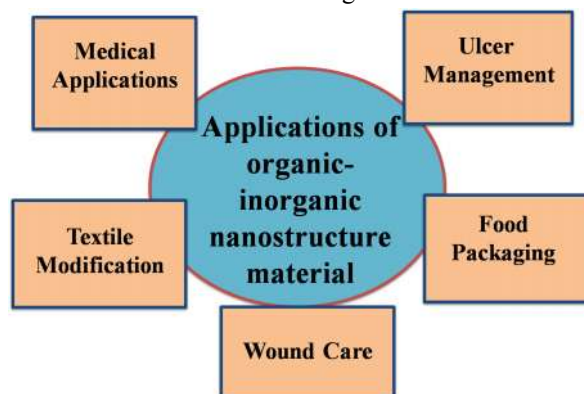 Medical
Applications
Ulcer
Management
Applications of
organic-
inorganic
nanostructure
material
Textile
Modification
Food
Packaging
Wound Care